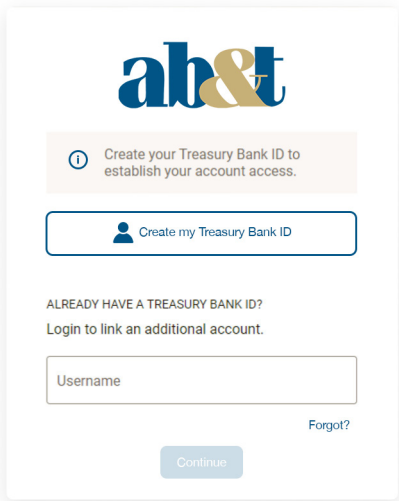 ab&t
Create your Treasury Bank ID to
establish your account access.
Create my Treasury Bank ID
ALREADY HAVE A TREASURY BANK ID?
Login to link an additional account.
Username
Forgot?
Continue